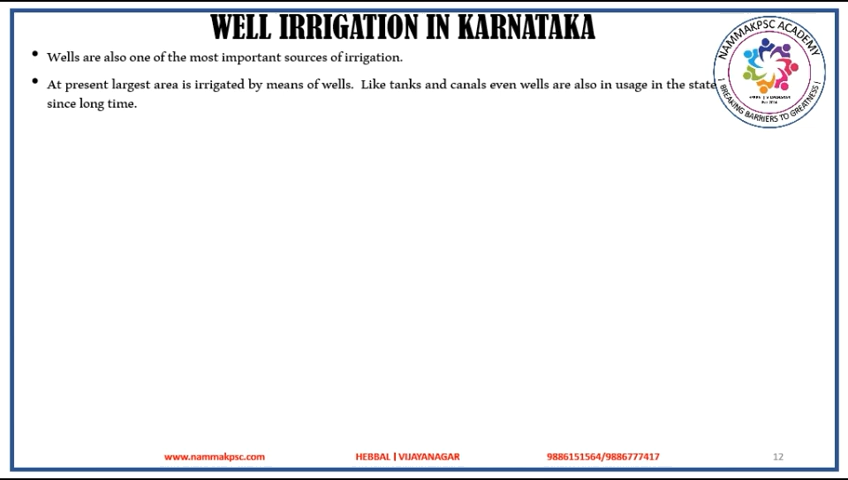 WELL IRRIGATION IN KARNATAKA
• Wells are also one of the most important sources of irrigation.
• At present largest area is irrigated by means of wells. Like tanks and canals even wells are also in usage in the state
since long time.
NAMMAKPSC ACADEMY
! BREAKING BARRIERS TO GREATNESS !
www.nammakpsc.com HEBBAL | VIJAYANAGAR 9886151564/9886777417 12